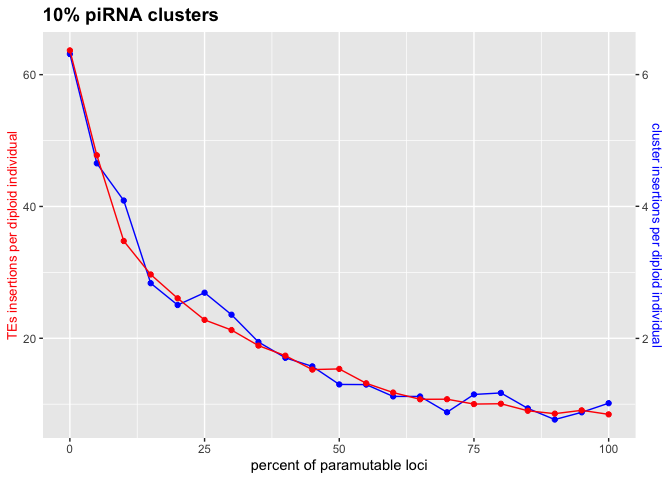 10% piRNA clusters
TEs insertions per diploid individual
60
40
20
6
4
2
cluster insertions per diploid individual
0
25
50
75
100
percent of paramutable loci